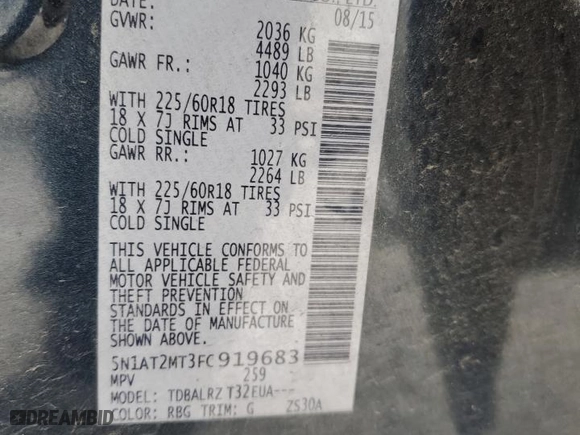 DATE: LTD.
08/15
GVWR: 2036 KG
4489 LB
GAWR FR.: 1040 KG
2293 LB
WITH 225/60R18 TIRES
18 X 7J RIMS AT 33 PSI
COLD SINGLE
GAWR RR.: 1027 KG
2264 LB
WITH 225/60R18 TIRES
18 X 7J RIMS AT 33 PSI
COLD SINGLE
THIS VEHICLE CONFORMS TO
ALL APPLICABLE FEDERAL
MOTOR VEHICLE SAFETY AND
THEFT PREVENTION
STANDARDS IN EFFECT ON
THE DATE OF MANUFACTURE
SHOWN ABOVE.
5N1AT2MT3FC919683
MPV 259
MODEL: TDBALRZ T32EUA---
COLOR: RBG TRIM: G ZS30A